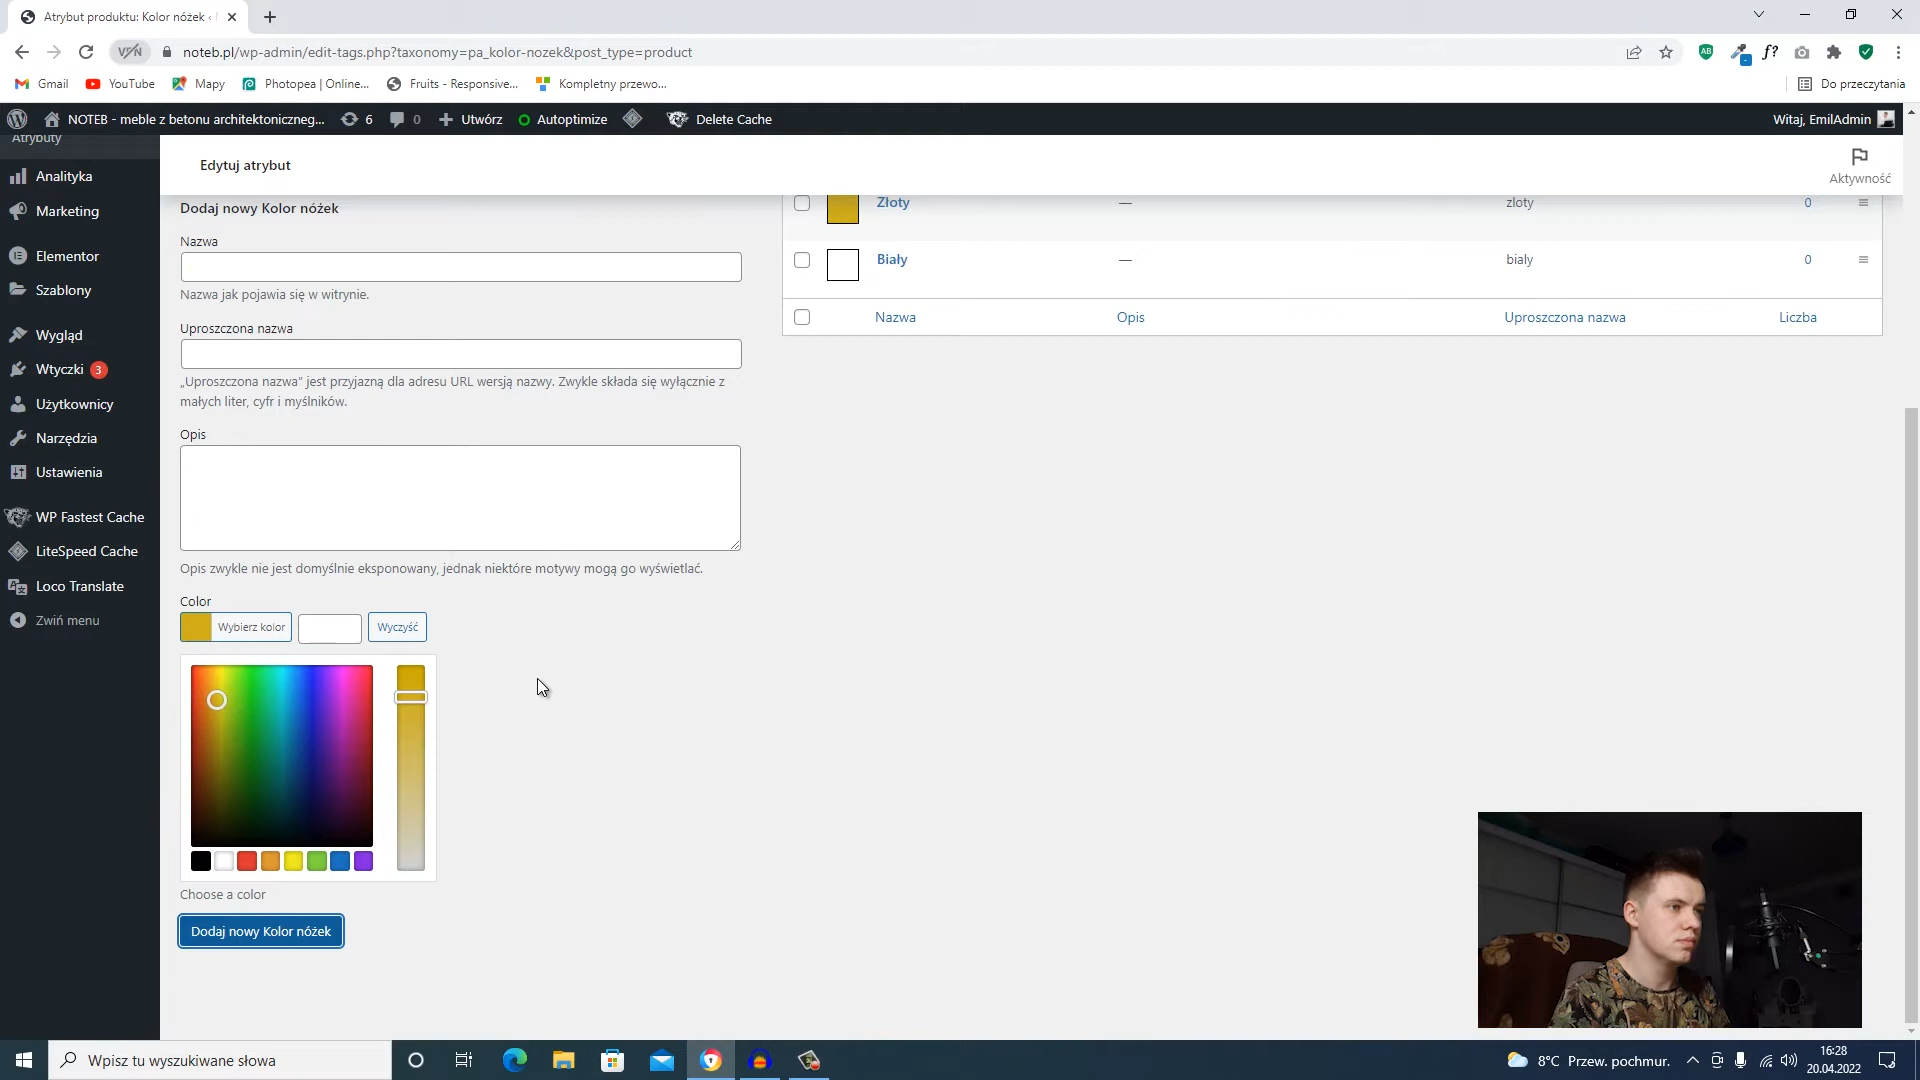 Atrybut produktu: Kolor nóżek ‹
noteb.pl/wp-admin/edit-tags.php?taxonomy=pa_kolor-nozek&post_type=product
Gmail YouTube Mapy Photopea | Online... Fruits - Responsive... Kompletny przewo... Do przeczytania
NOTEB - meble z betonu architektoniczneg... 6 0 Utwórz Autoptimize Delete Cache Witaj, EmilAdmin
Atrybuty
Analityka
Marketing
Elementor
Szablony
Wygląd
Wtyczki 3
Użytkownicy
Narzędzia
Ustawienia
WP Fastest Cache
LiteSpeed Cache
Loco Translate
Zwiń menu
Edytuj atrybut
Aktywność
Dodaj nowy Kolor nóżek
Nazwa
Nazwa jak pojawia się w witrynie.
Uproszczona nazwa
„Uproszczona nazwa” jest przyjazną dla adresu URL wersją nazwy. Zwykle składa się wyłącznie z
małych liter, cyfr i myślników.
Opis
Opis zwykle nie jest domyślnie eksponowany, jednak niektóre motywy mogą go wyświetlać.
Color
Wybierz kolor Wyczyść
Choose a color
Dodaj nowy Kolor nóżek
Złoty — zloty 0
Biały — bialy 0
Nazwa Opis Uproszczona nazwa Liczba
Wpisz tu wyszukiwane słowa
8°C Przew. pochmur.
16:28
20.04.2022